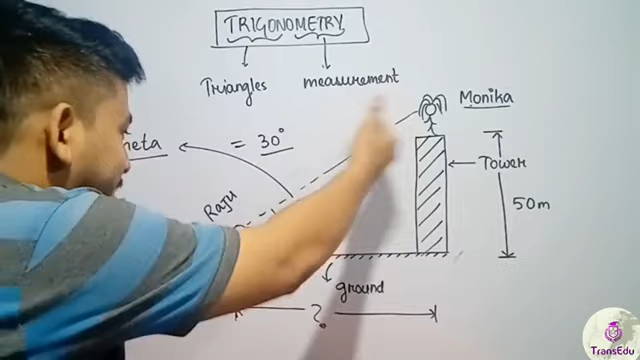 TRIGONOMETRY
Triangles measurement
Monika
= 30°
Tower
Raju
50m
ground
?
TransEdu